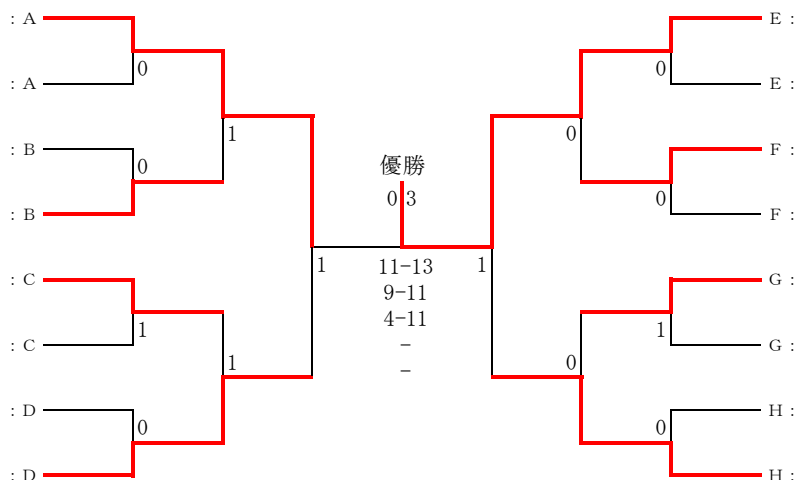 : A
E :
0
0
: A
E :
1
0
: B
F :
優勝
0
0
0 3
: B
F :
1
11-13
1
9-11
4-11
-
-
: C
G :
1
1
: C
G :
1
0
: D
H :
0
0
: D
H :